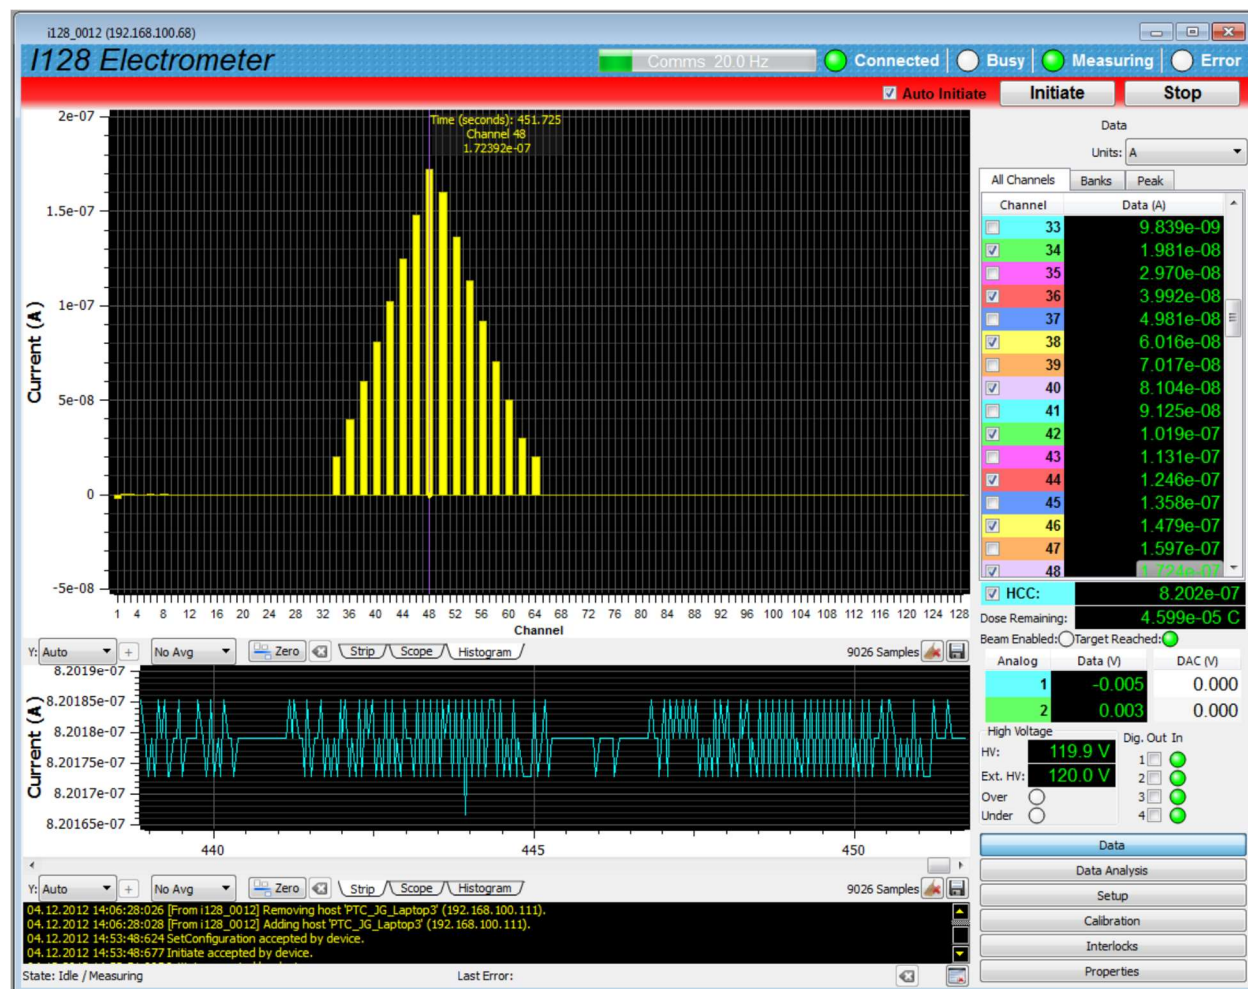 i128_0012 (192.168.100.68)
I128 Electrometer
Comms 20.0 Hz
Connected
Busy
Measuring
Error
Auto Initiate
Initiate
Stop
2e-07
1.5e-07
1e-07
5e-08
0
-5e-08
Current (A)
Time (seconds): 451.725
Channel 48
1.72392e-07
1 4 8 12 16 20 24 28 32 36 40 44 48 52 56 60 64 68 72 76 80 84 88 92 96 100 104 108 112 116 120 124 128
Channel
Y: Auto + No Avg Zero Strip Scope Histogram 9026 Samples
8.2019e-07
8.20185e-07
8.2018e-07
8.20175e-07
8.2017e-07
8.20165e-07
Current (A)
440 445 450
Y: Auto + No Avg Zero Strip Scope Histogram 9026 Samples
04.12.2012 14:06:28:026 [From i128_0012] Removing host 'PTC_JG_Laptop3' (192.168.100.111).
04.12.2012 14:06:28:028 [From i128_0012] Adding host 'PTC_JG_Laptop3' (192.168.100.111).
04.12.2012 14:53:48:624 SetConfiguration accepted by device.
04.12.2012 14:53:48:677 Initiate accepted by device.
State: Idle / Measuring Last Error:
Data
Units: A
All Channels Banks Peak
Channel Data (A)
33 9.839e-09
34 1.981e-08
35 2.970e-08
36 3.992e-08
37 4.981e-08
38 6.016e-08
39 7.017e-08
40 8.104e-08
41 9.125e-08
42 1.019e-07
43 1.131e-07
44 1.246e-07
45 1.358e-07
46 1.479e-07
47 1.597e-07
48 1.724e-07
HCC: 8.202e-07
Dose Remaining: 4.599e-05 C
Beam Enabled: Target Reached:
Analog Data (V) DAC (V)
1 -0.005 0.000
2 0.003 0.000
High Voltage
Dig. Out In
HV: 119.9 V
Ext. HV: 120.0 V
Over
Under
1
2
3
4
Data
Data Analysis
Setup
Calibration
Interlocks
Properties